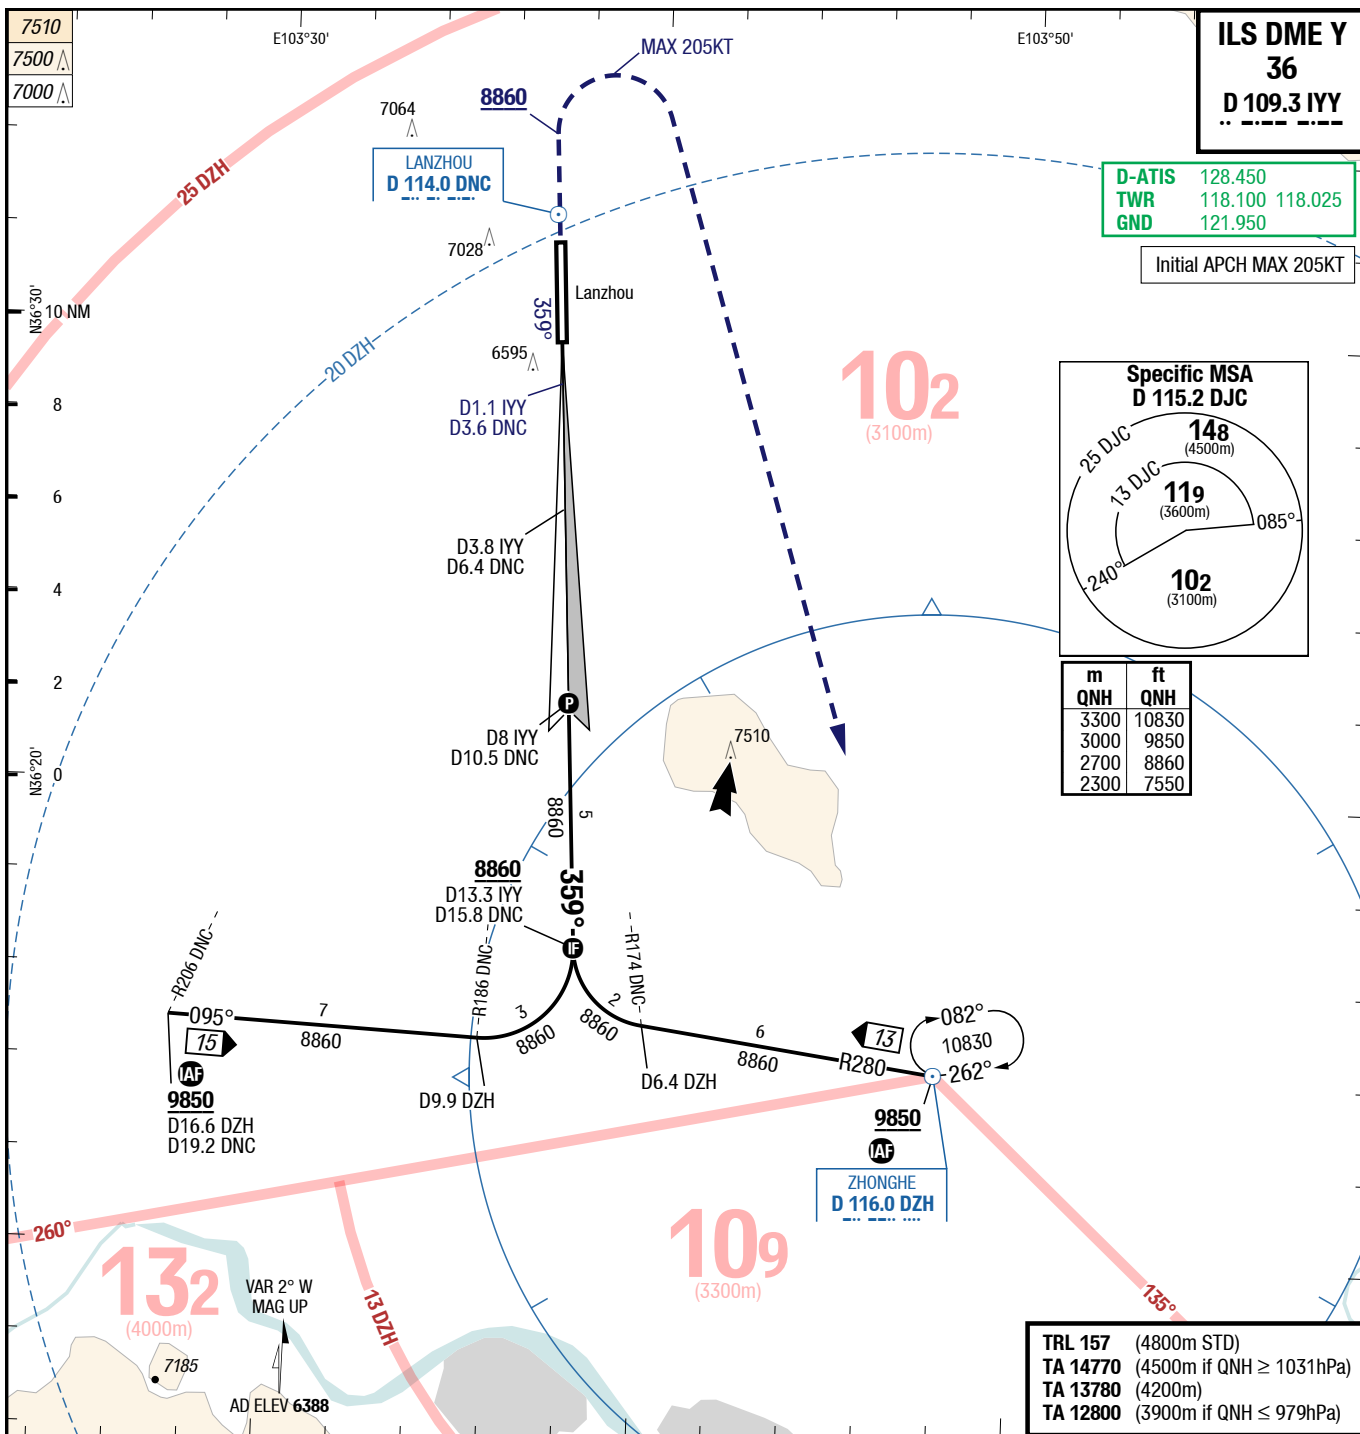 7510
7500
7000
E103°30'
E103°50'
ILS DME Y
36
D 109.3 IYY
MAX 205KT
8860
7064
LANZHOU
D 114.0 DNC
25 DZH
D-ATIS 128.450
TWR 118.100 118.025
GND 121.950
Initial APCH MAX 205KT
7028
Lanzhou
359°
N36°30'
10 NM
20 DZH
6595
D1.1 IYY
D3.6 DNC
102
(3100m)
8
6
4
2
0
N36°20'
Specific MSA
D 115.2 DJC
25 DJC
148
(4500m)
13 DJC
119
(3600m)
085°
240°
102
(3100m)
D3.8 IYY
D6.4 DNC
m ft
QNH QNH
3300 10830
3000 9850
2700 8860
2300 7550
P
D8 IYY
D10.5 DNC
7510
8860
5
8860
D13.3 IYY
D15.8 DNC
359°
IF
R206 DNC
R186 DNC
R174 DNC
095°
7
8860
3
8860
2
8860
6
8860
R280
13
082°
10830
262°
15
IAF
9850
D16.6 DZH
D19.2 DNC
D9.9 DZH
D6.4 DZH
9850
IAF
ZHONGHE
D 116.0 DZH
260°
132
(4000m)
109
(3300m)
13 DZH
135°
VAR 2° W
MAG UP
7185
AD ELEV 6388
TRL 157 (4800m STD)
TA 14770 (4500m if QNH ≥ 1031hPa)
TA 13780 (4200m)
TA 12800 (3900m if QNH ≤ 979hPa)